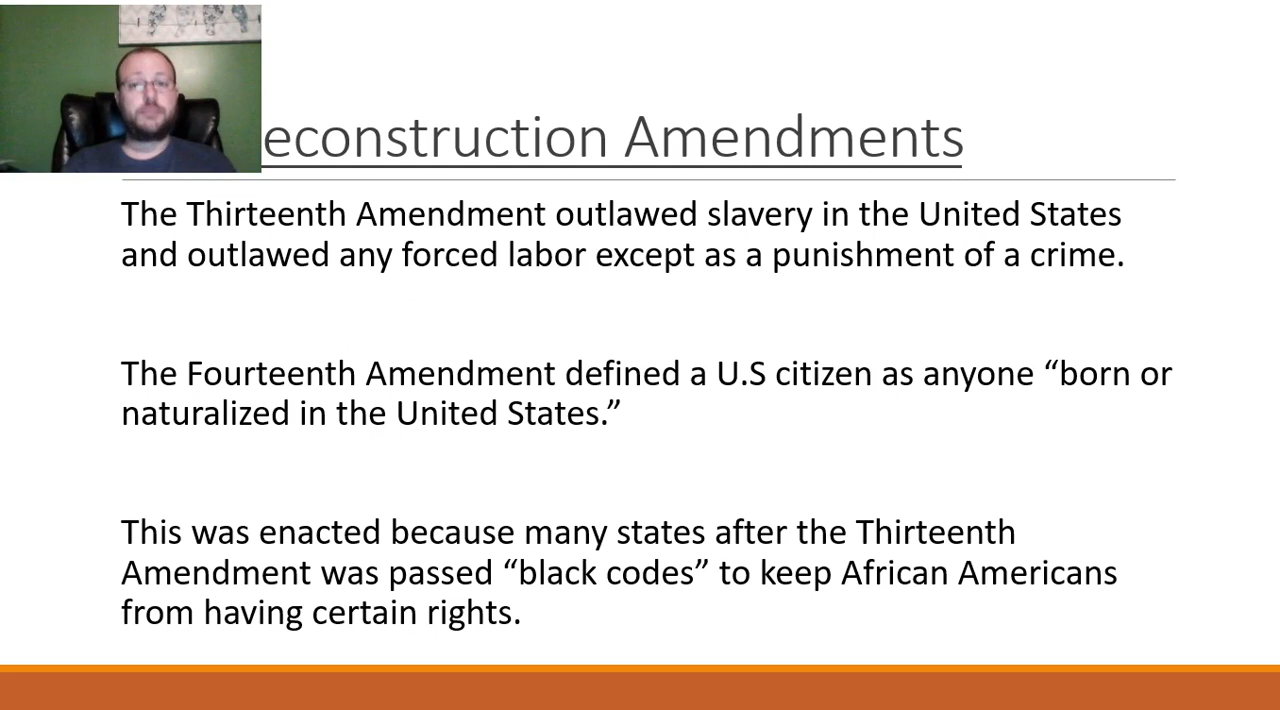 econstruction Amendments
The Thirteenth Amendment outlawed slavery in the United States
and outlawed any forced labor except as a punishment of a crime.
The Fourteenth Amendment defined a U.S citizen as anyone “born or
naturalized in the United States.”
This was enacted because many states after the Thirteenth
Amendment was passed “black codes” to keep African Americans
from having certain rights.